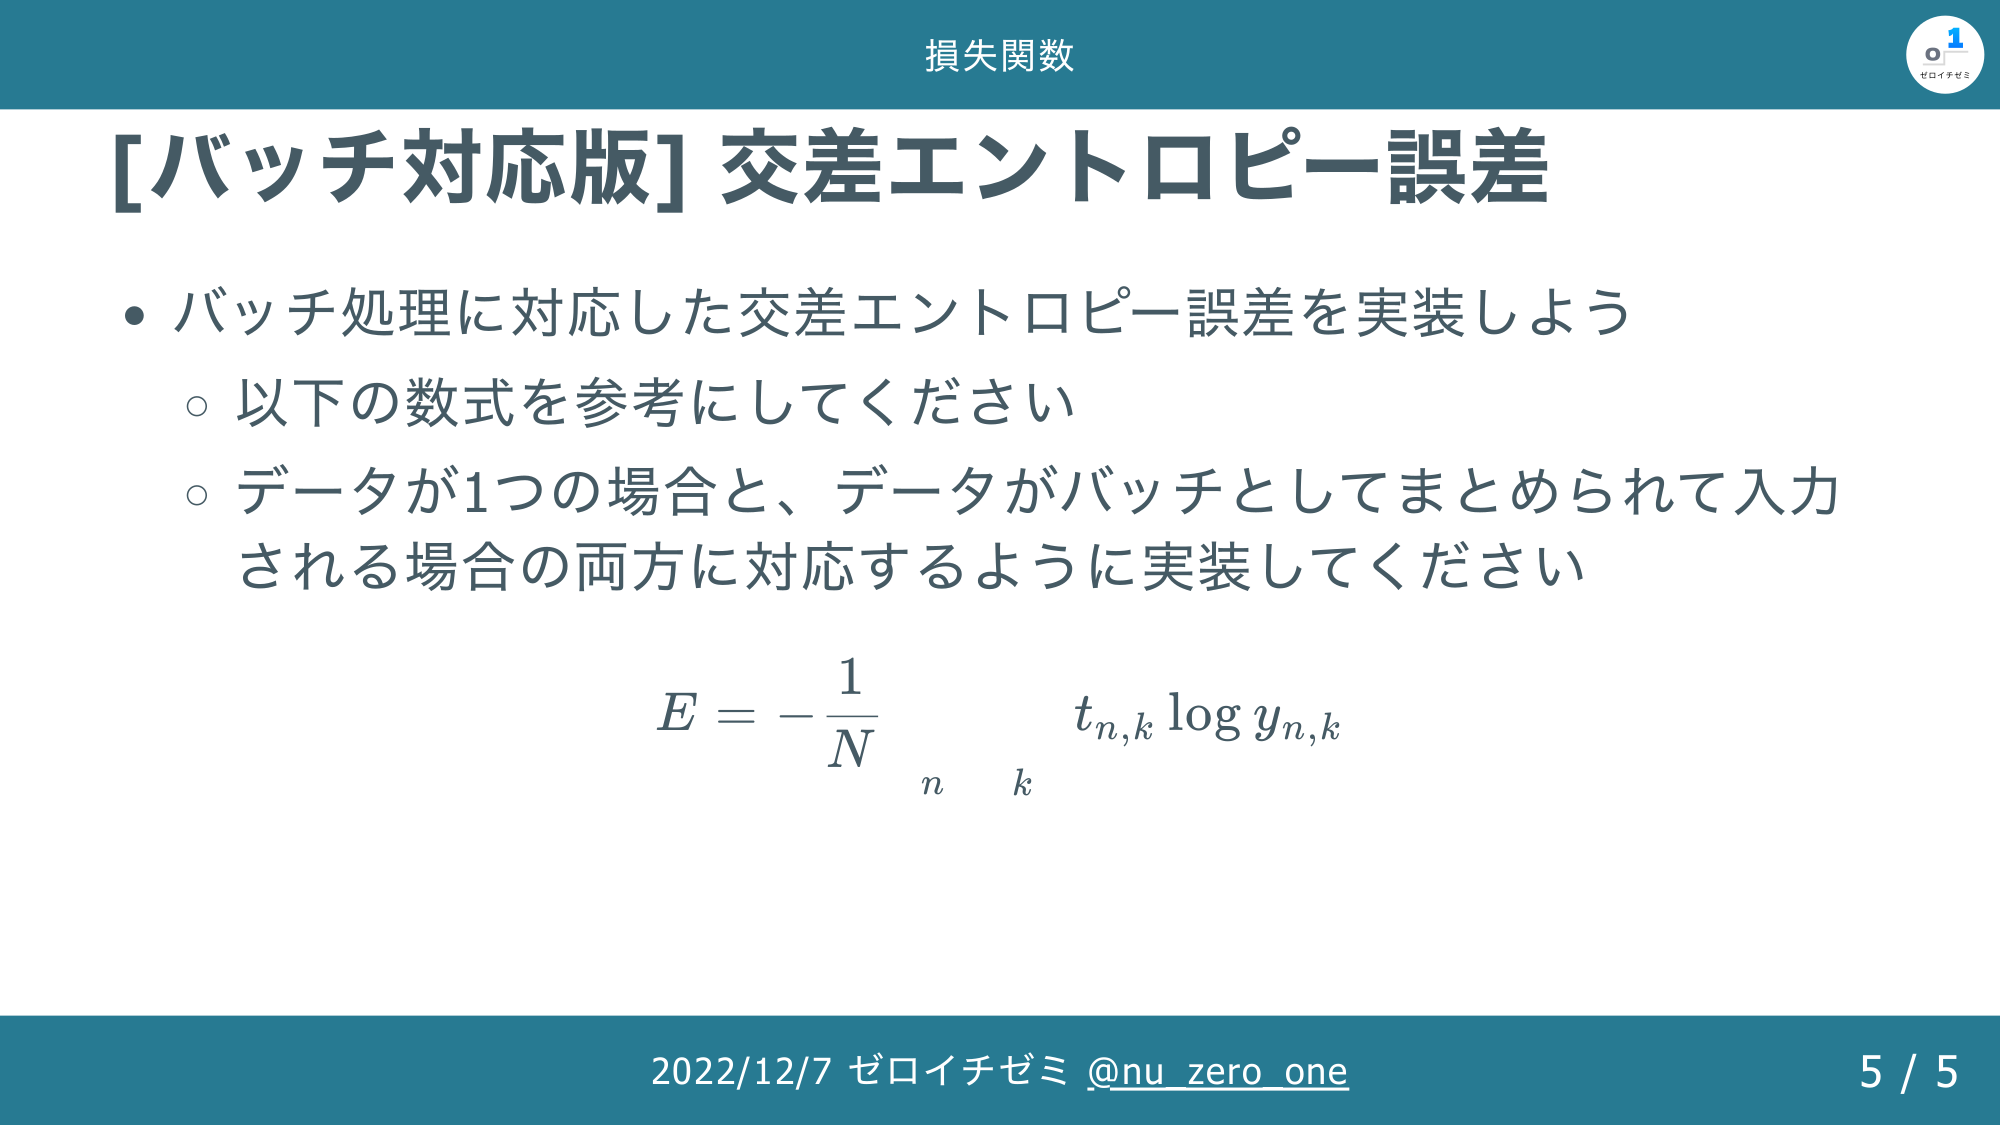 損失関数
o 1
ゼロイチゼミ
[バッチ対応版] 交差エントロピー誤差
• バッチ処理に対応した交差エントロピー誤差を実装しよう
○ 以下の数式を参考にしてください
○ データが1つの場合と、データがバッチとしてまとめられて入力
される場合の両方に対応するように実装してください
E = − 1/N n k t_{n,k} log y_{n,k}
2022/12/7 ゼロイチゼミ @nu_zero_one
5 / 5